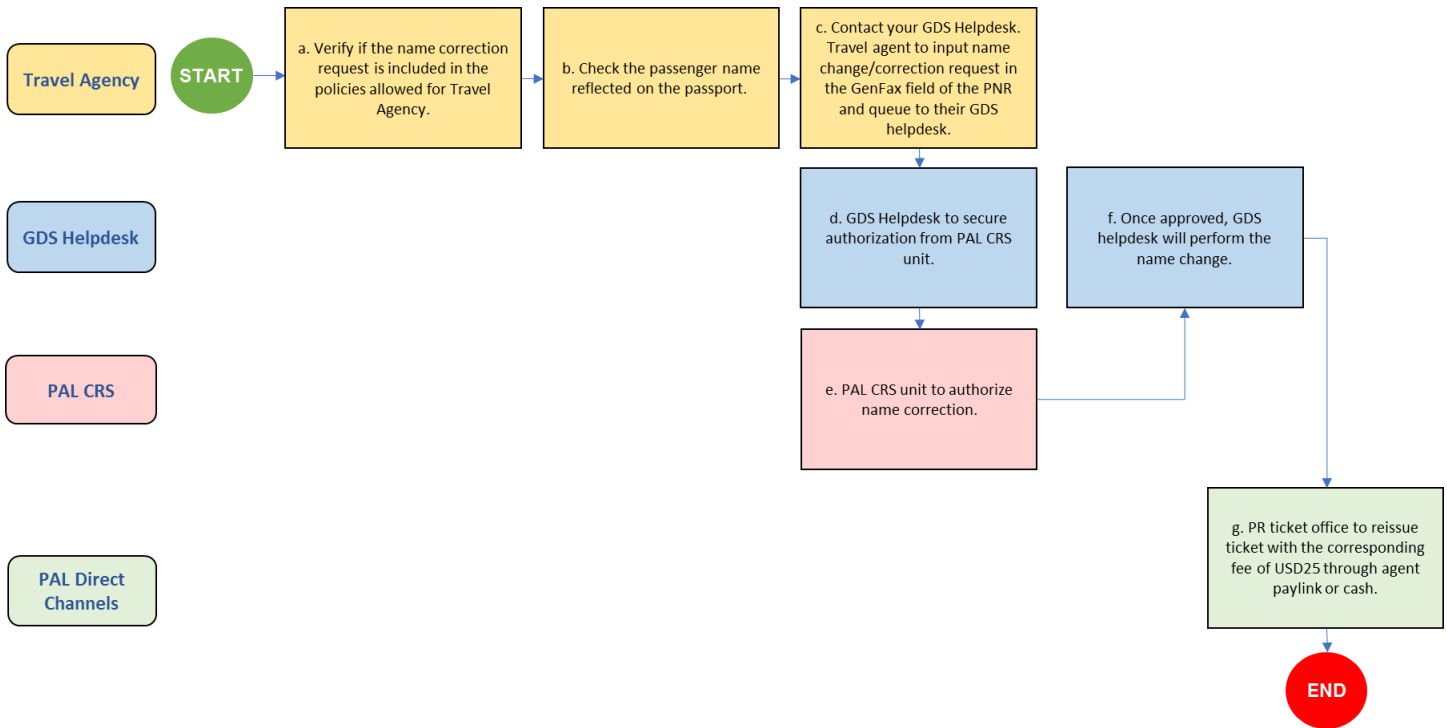 Travel Agency
START
a. Verify if the name correction
request is included in the
policies allowed for Travel
Agency.
b. Check the passenger name
reflected on the passport.
c. Contact your GDS Helpdesk.
Travel agent to input name
change/correction request in
the GenFax field of the PNR
and queue to their GDS
helpdesk.
GDS Helpdesk
d. GDS Helpdesk to secure
authorization from PAL CRS
unit.
f. Once approved, GDS
helpdesk will perform the
name change.
PAL CRS
e. PAL CRS unit to authorize
name correction.
PAL Direct
Channels
g. PR ticket office to reissue
ticket with the corresponding
fee of USD25 through agent
paylink or cash.
END